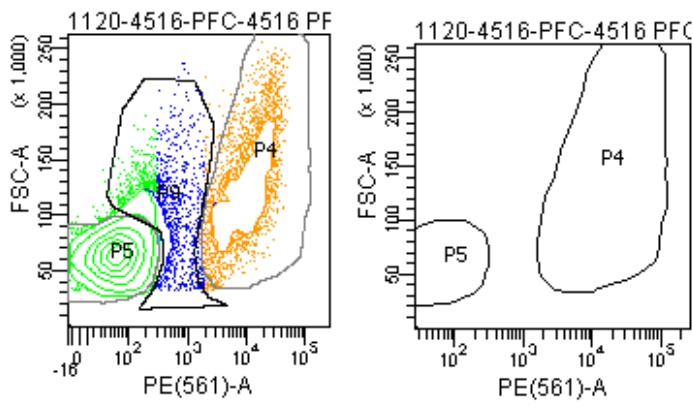 1120-4516-PFC-4516 PF
FSC-A
(x 1,000)
250
200
150
100
50
P4
P9
P5
-16
0
10²
10³
10⁴
10⁵
PE(561)-A
1120-4516-PFC-4516 PFC
FSC-A
(x 1,000)
250
200
150
100
50
P4
P5
10²
10³
10⁴
10⁵
PE(561)-A